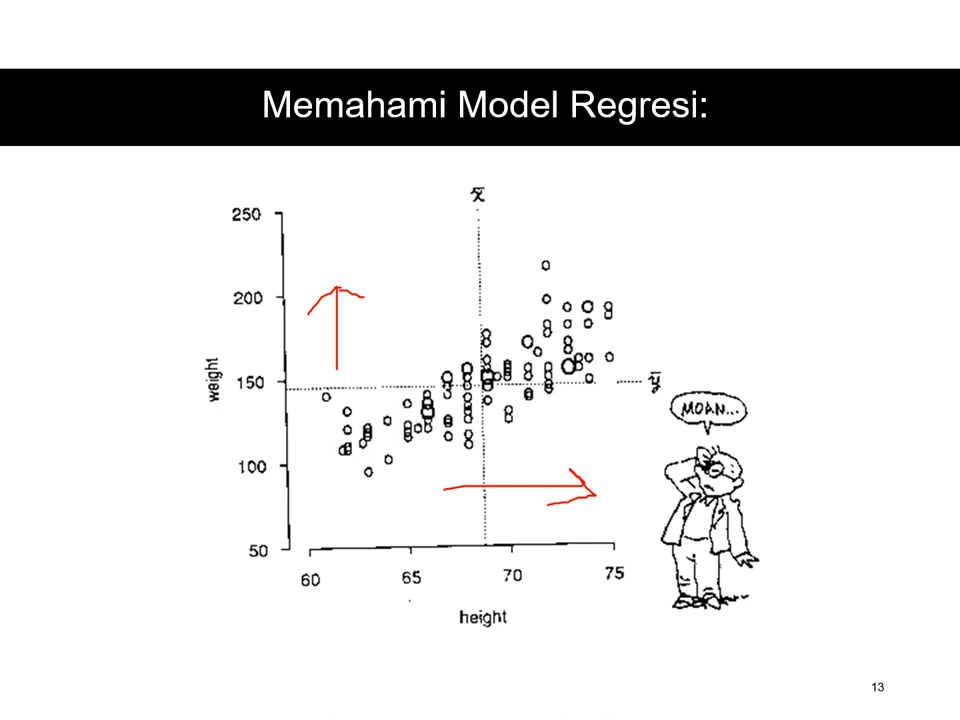 Memahami Model Regresi:
x̄
250
200
150
100
50
weight
ȳ
MOAN...
60
65
70
75
height
13